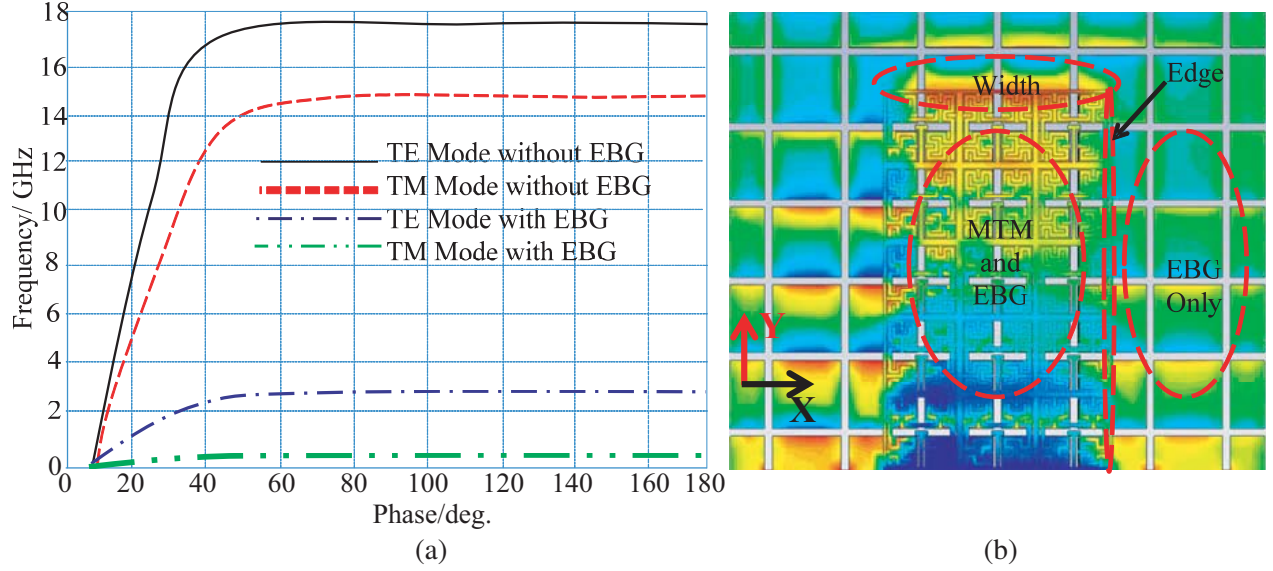 18
16
14
12
10
8
4
2
0
Frequency/ GHz
0
20
40
60
80
100
120
140
160
180
Phase/deg.
TE Mode without EBG
TM Mode without EBG
TE Mode with EBG
TM Mode with EBG
(a)
Width
Edge
MTM
and
EBG
EBG
Only
Y
X
(b)